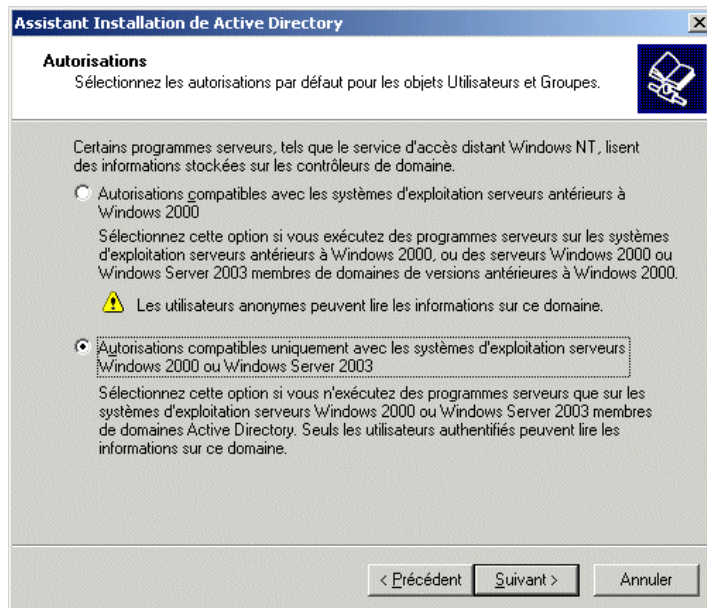 Assistant Installation de Active Directory
Autorisations
Sélectionnez les autorisations par défaut pour les objets Utilisateurs et Groupes.
Certains programmes serveurs, tels que le service d'accès distant Windows NT, lisent
des informations stockées sur les contrôleurs de domaine.
Autorisations compatibles avec les systèmes d'exploitation serveurs antérieurs à
Windows 2000
Sélectionnez cette option si vous exécutez des programmes serveurs sur les systèmes
d'exploitation serveurs antérieurs à Windows 2000, ou des serveurs Windows 2000 ou
Windows Server 2003 membres de domaines de versions antérieures à Windows 2000.
Les utilisateurs anonymes peuvent lire les informations sur ce domaine.
Autorisations compatibles uniquement avec les systèmes d'exploitation serveurs
Windows 2000 ou Windows Server 2003
Sélectionnez cette option si vous n'exécutez des programmes serveurs que sur les
systèmes d'exploitation serveurs Windows 2000 ou Windows Server 2003 membres
de domaines Active Directory. Seuls les utilisateurs authentifiés peuvent lire les
informations sur ce domaine.
< Précédent
Suivant >
Annuler